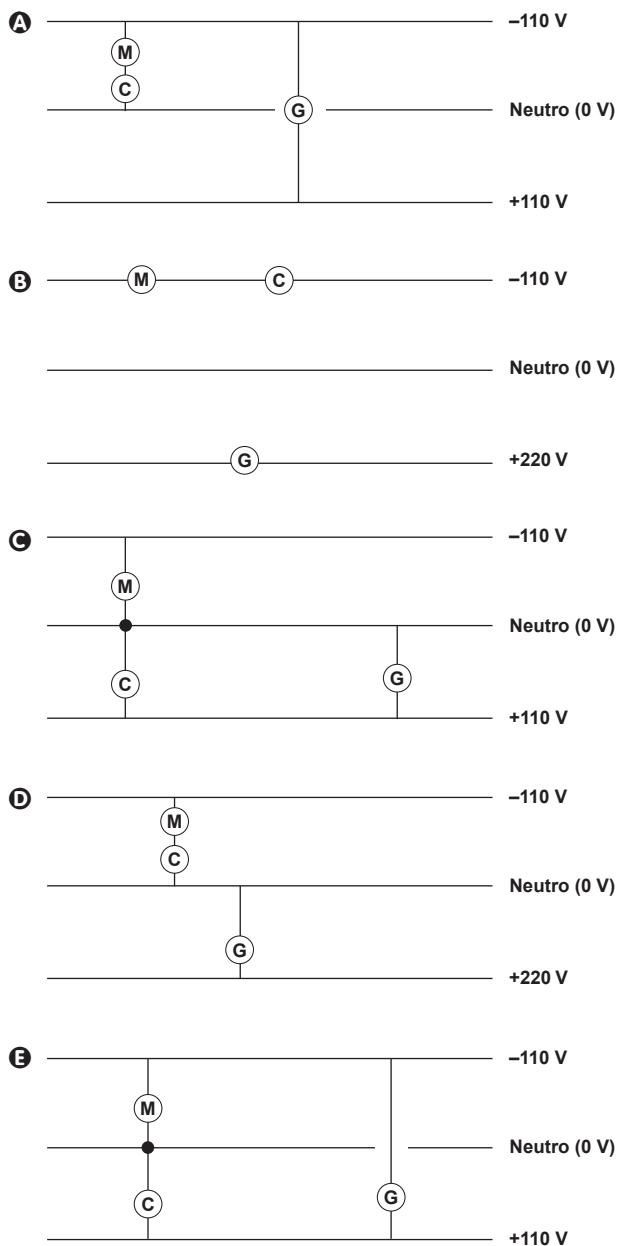 A –110 V
M
C
G Neutro (0 V)
+110 V
B M C –110 V
Neutro (0 V)
G +220 V
C –110 V
M
Neutro (0 V)
C G
+110 V
D –110 V
M
C
Neutro (0 V)
G
+220 V
E –110 V
M
Neutro (0 V)
C G
+110 V